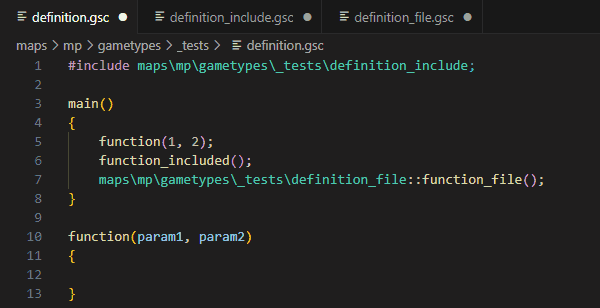 definition.gsc ● definition_include.gsc ● definition_file.gsc ●
maps > mp > gametypes > _tests > definition.gsc
1 #include maps\mp\gametypes\_tests\definition_include;
2
3 main()
4 {
5     function(1, 2);
6     function_included();
7     maps\mp\gametypes\_tests\definition_file::function_file();
8 }
9
10 function(param1, param2)
11 {
12
13 }